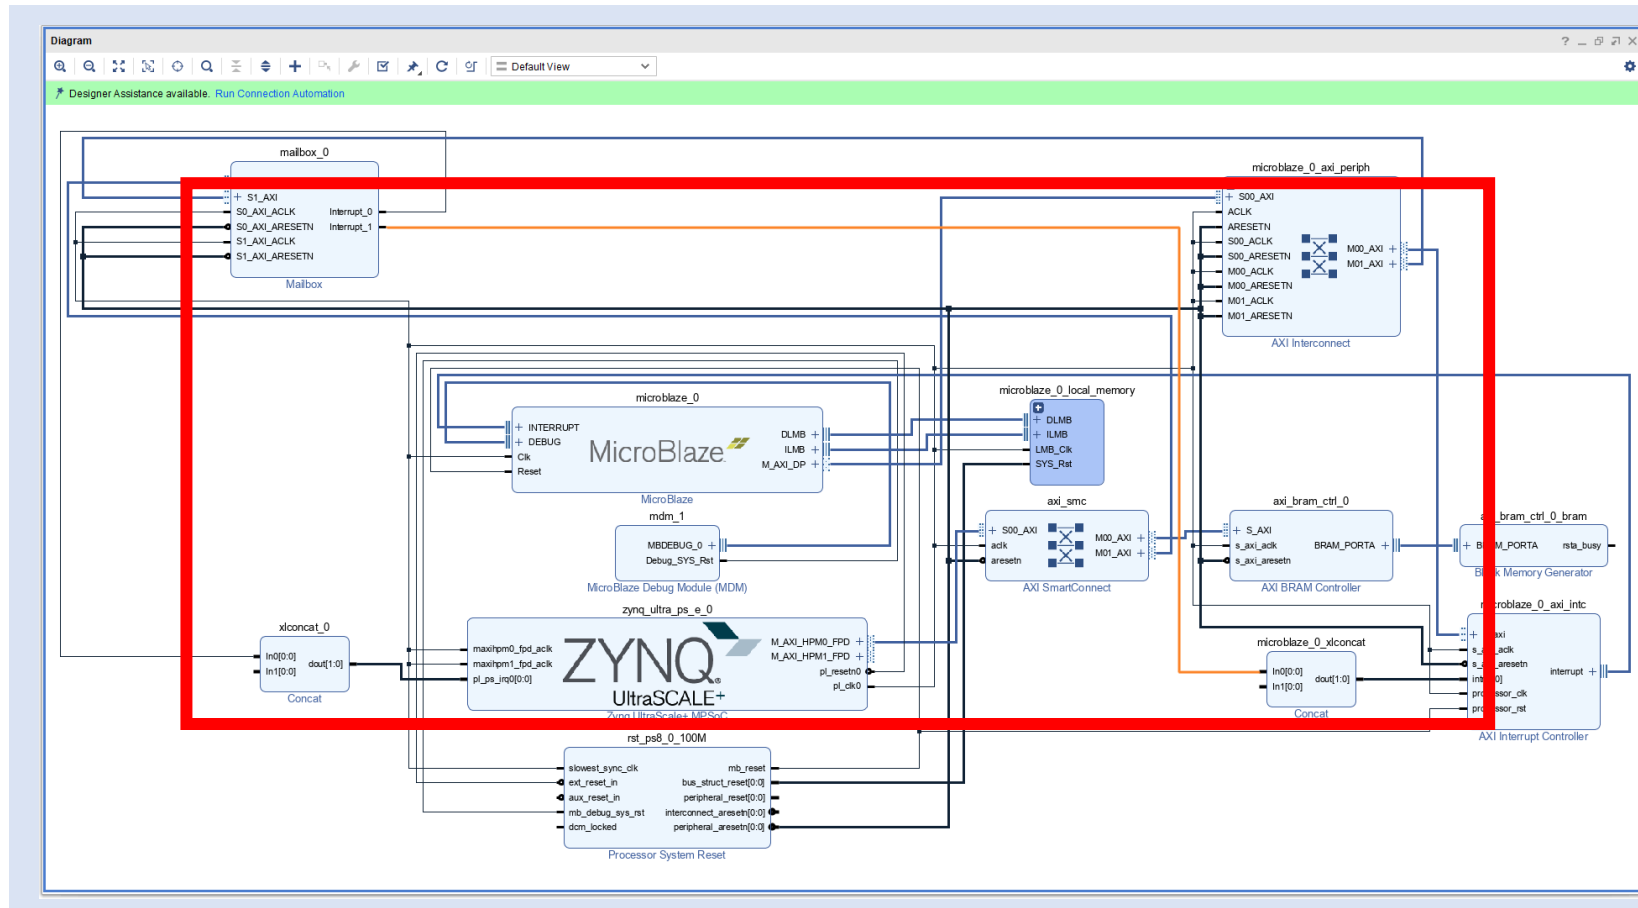 Diagram
Default View
Designer Assistance available. Run Connection Automation
mailbox_0
S1_AXI
S0_AXI_ACLK
S0_AXI_ARESETN
S1_AXI_ACLK
S1_AXI_ARESETN
Interrupt_0
Interrupt_1
Mailbox
microblaze_0_axi_periph
S00_AXI
ACLK
ARESETN
S00_ACLK
S00_ARESETN
M00_ACLK
M00_ARESETN
M01_ACLK
M01_ARESETN
M00_AXI
M01_AXI
AXI Interconnect
microblaze_0
INTERRUPT
DEBUG
Clk
Reset
MicroBlaze
DLMB
ILMB
M_AXI_DP
MicroBlaze
microblaze_0_local_memory
DLMB
ILMB
LMB_Clk
SYS_Rst
mdm_1
MBDEBUG_0
Debug_SYS_Rst
MicroBlaze Debug Module (MDM)
axi_smc
S00_AXI
aclk
aresetn
M00_AXI
M01_AXI
AXI SmartConnect
axi_bram_ctrl_0
S_AXI
s_axi_aclk
s_axi_aresetn
BRAM_PORTA
AXI BRAM Controller
bram_ctrl_0_bram
PORTA
rsta_busy
Memory Generator
zynq_ultra_ps_e_0
maxihpm0_fpd_aclk
maxihpm1_fpd_aclk
pl_ps_irq0[0:0]
ZYNQ
UltraSCALE+
M_AXI_HPM0_FPD
M_AXI_HPM1_FPD
pl_resetn0
pl_clk0
Zynq UltraScale+ MPSoC
xlconcat_0
In0[0:0]
In1[0:0]
dout[1:0]
Concat
microblaze_0_xlconcat
In0[0:0]
In1[0:0]
dout[1:0]
Concat
interrupt
AXI Interrupt Controller
rst_ps8_0_100M
slowest_sync_clk
ext_reset_in
aux_reset_in
mb_debug_sys_rst
dcm_locked
mb_reset
bus_struct_reset[0:0]
peripheral_reset[0:0]
interconnect_aresetn[0:0]
peripheral_aresetn[0:0]
Processor System Reset